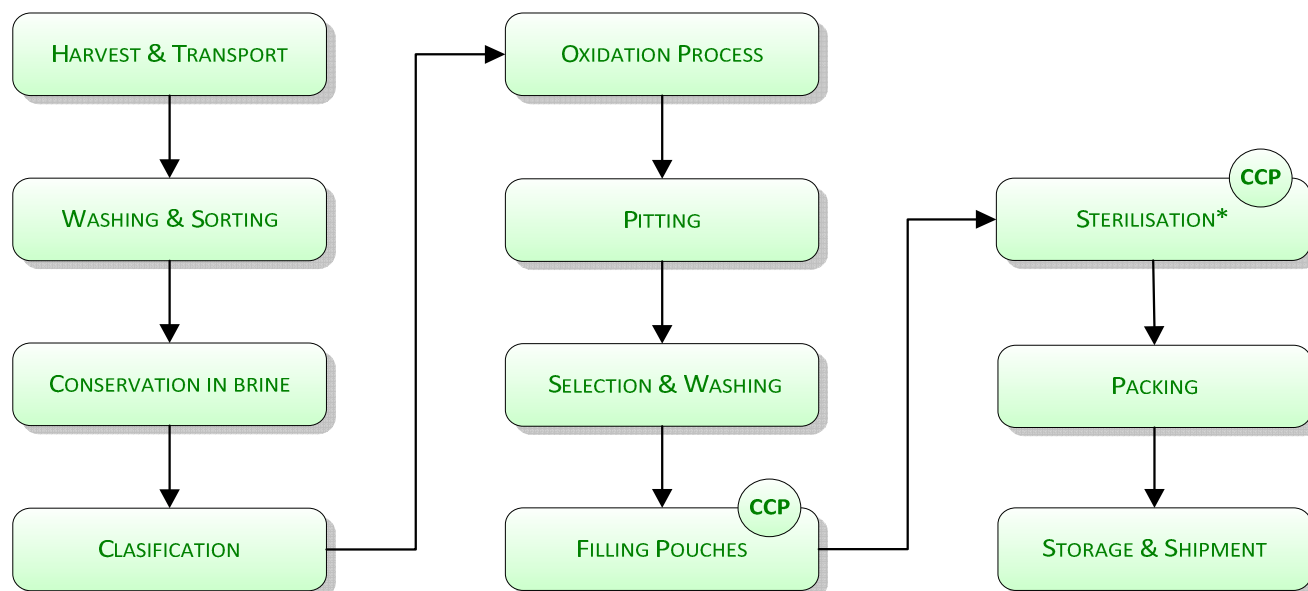 HARVEST & TRANSPORT
WASHING & SORTING
CONSERVATION IN BRINE
CLASIFICATION
OXIDATION PROCESS
PITTING
SELECTION & WASHING
CCP
FILLING POUCHES
CCP
STERILISATION*
PACKING
STORAGE & SHIPMENT